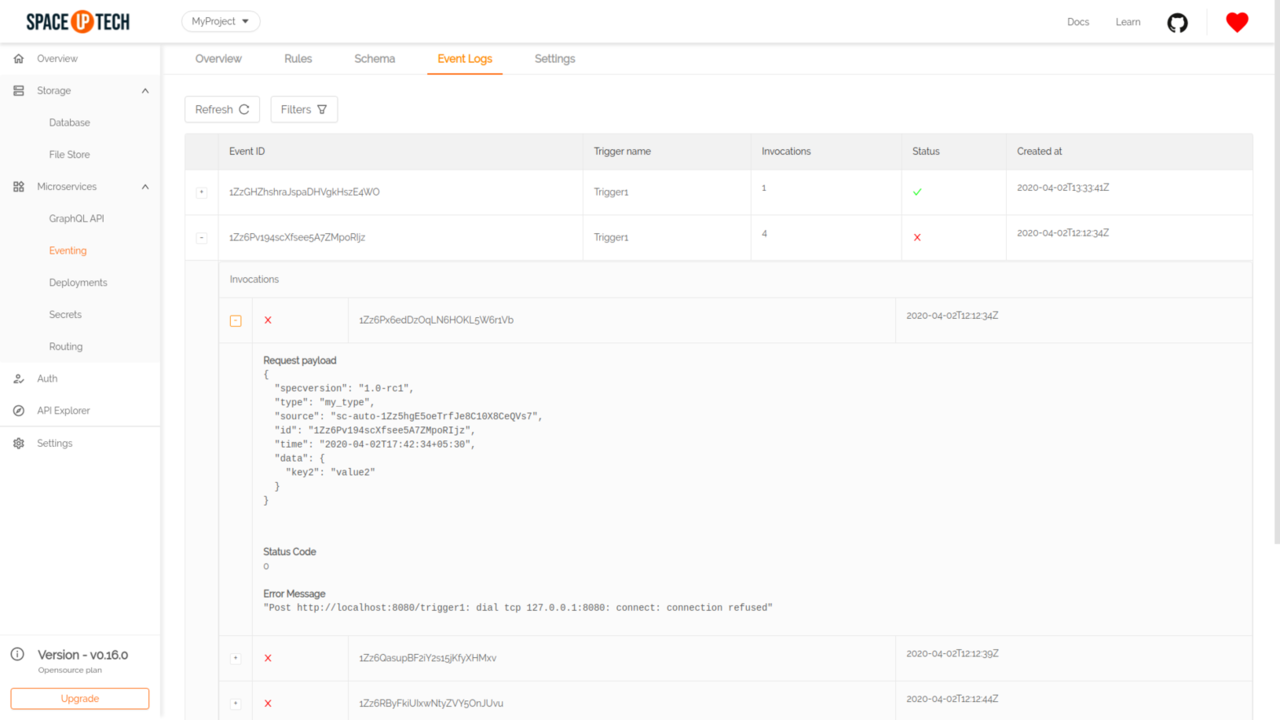 SPACE UP TECH
MyProject
Docs
Learn
Overview
Storage
Database
File Store
Microservices
GraphQL API
Eventing
Deployments
Secrets
Routing
Auth
API Explorer
Settings
Version - v0.16.0
Opensource plan
Upgrade
Overview Rules Schema Event Logs Settings
Refresh Filters
Event ID Trigger name Invocations Status Created at
1ZzGHZhshraJspaDHVgkHszE4WO Trigger1 1 2020-04-02T13:33:41Z
1Zz6Pv194scXfsee5A7ZMpoRIjz Trigger1 4 2020-04-02T12:12:34Z
Invocations
1Zz6Px6edDzOqLN6HOKL5W6r1Vb 2020-04-02T12:12:34Z
Request payload
{
"specversion": "1.0-rc1",
"type": "my_type",
"source": "sc-auto-1Zz5hgE5oeTrfJe8C10X8CeQVs7",
"id": "1Zz6Pv194scXfsee5A7ZMpoRIjz",
"time": "2020-04-02T17:42:34+05:30",
"data": {
"key2": "value2"
}
}
Status Code
0
Error Message
"Post http://localhost:8080/trigger1: dial tcp 127.0.0.1:8080: connect: connection refused"
1Zz6QasupBF2iY2s15jKfyXHMxv 2020-04-02T12:12:39Z
1Zz6RByFkiUIxwNtyZVY5OnJUvu 2020-04-02T12:12:44Z